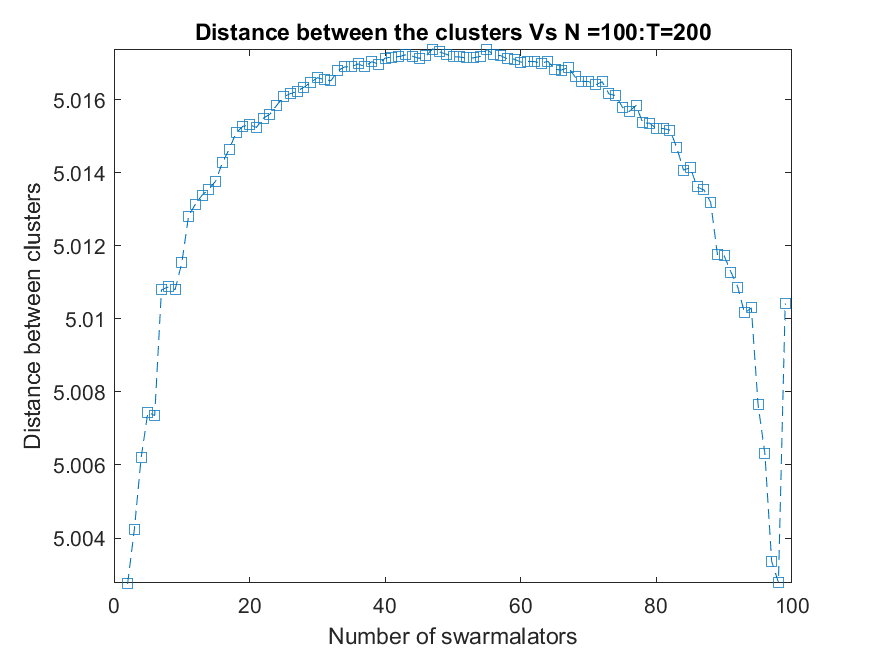 Distance between the clusters Vs N =100:T=200
Distance between clusters
5.016
5.014
5.012
5.01
5.008
5.006
5.004
0 20 40 60 80 100
Number of swarmalators